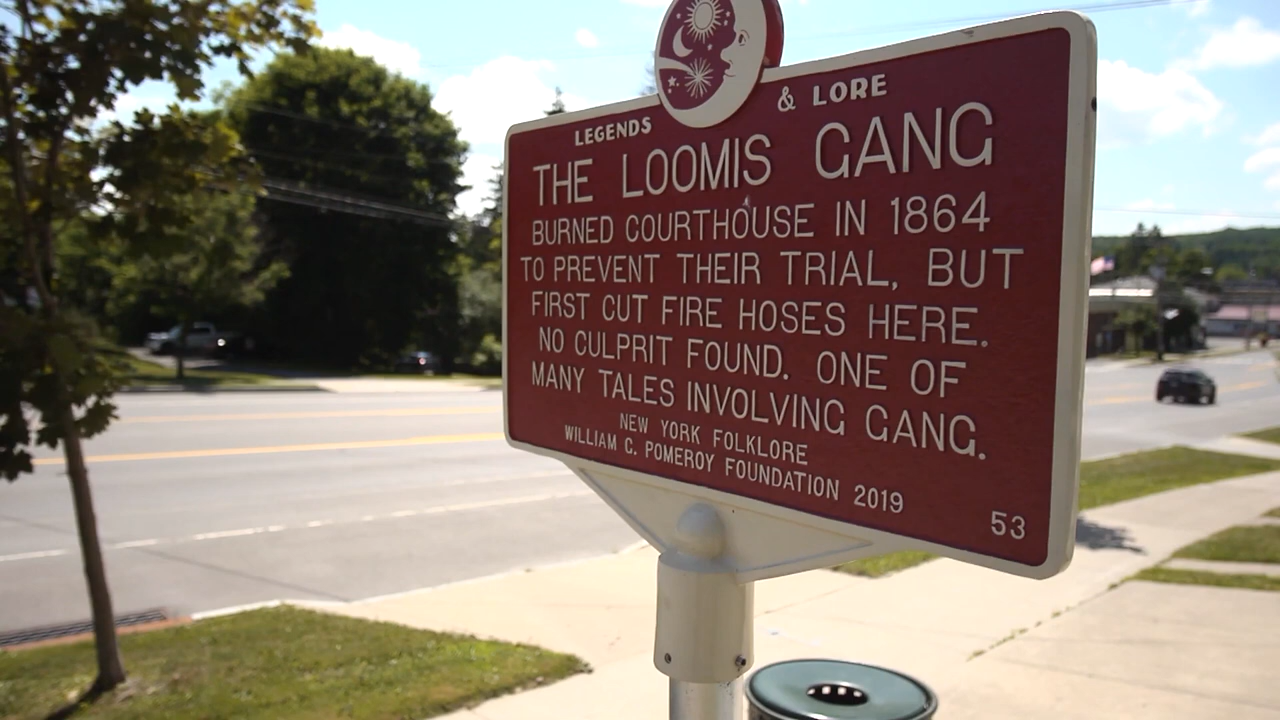 LEGENDS & LORE
THE LOOMIS GANG
BURNED COURTHOUSE IN 1864
TO PREVENT THEIR TRIAL, BUT
FIRST CUT FIRE HOSES HERE.
NO CULPRIT FOUND. ONE OF
MANY TALES INVOLVING GANG.
NEW YORK FOLKLORE
WILLIAM C. POMEROY FOUNDATION 2019
53